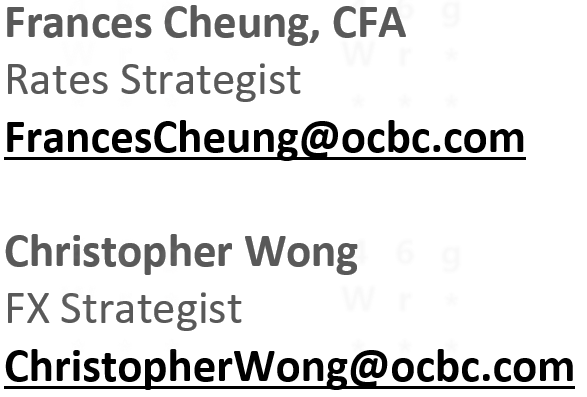 Frances Cheung, CFA
Rates Strategist
FrancesCheung@ocbc.com
Christopher Wong
FX Strategist
ChristopherWong@ocbc.com